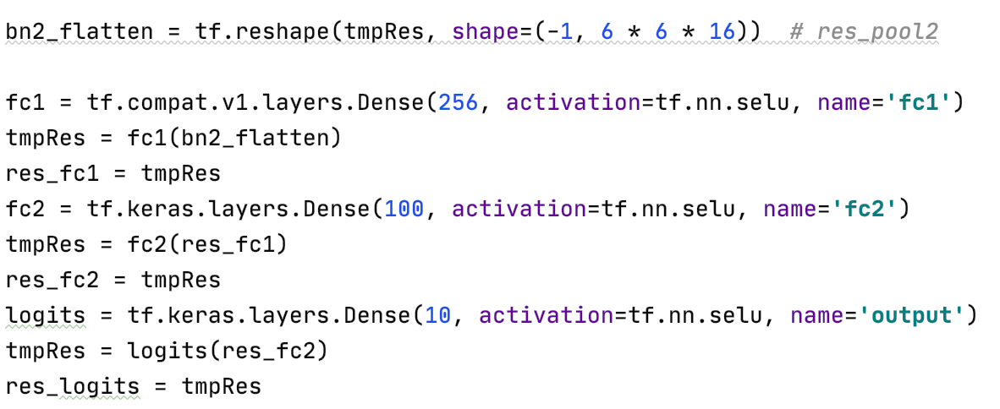 bn2_flatten = tf.reshape(tmpRes, shape=(-1, 6 * 6 * 16))  # res_pool2
fc1 = tf.compat.v1.layers.Dense(256, activation=tf.nn.selu, name='fc1')
tmpRes = fc1(bn2_flatten)
res_fc1 = tmpRes
fc2 = tf.keras.layers.Dense(100, activation=tf.nn.selu, name='fc2')
tmpRes = fc2(res_fc1)
res_fc2 = tmpRes
logits = tf.keras.layers.Dense(10, activation=tf.nn.selu, name='output')
tmpRes = logits(res_fc2)
res_logits = tmpRes